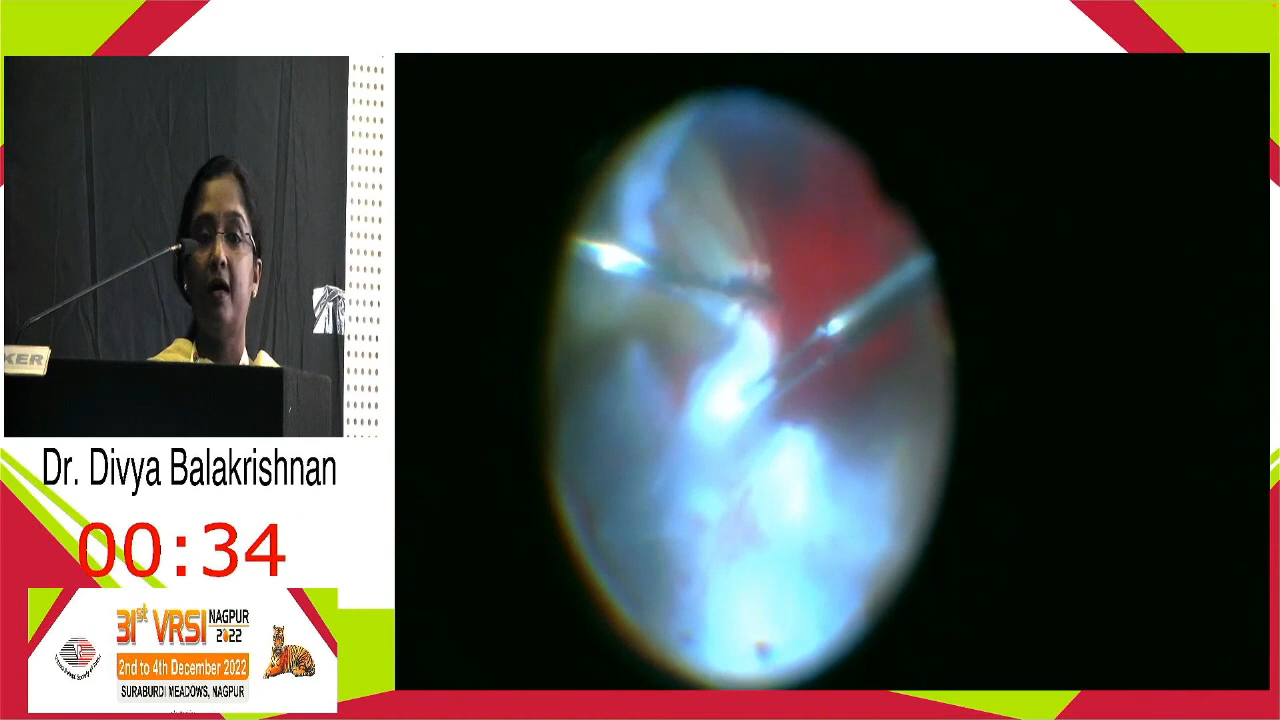 KER
Dr. Divya Balakrishnan
00:34
31st VRSI NAGPUR
2022
2nd to 4th December 2022
SURABURDI MEADOWS, NAGPUR